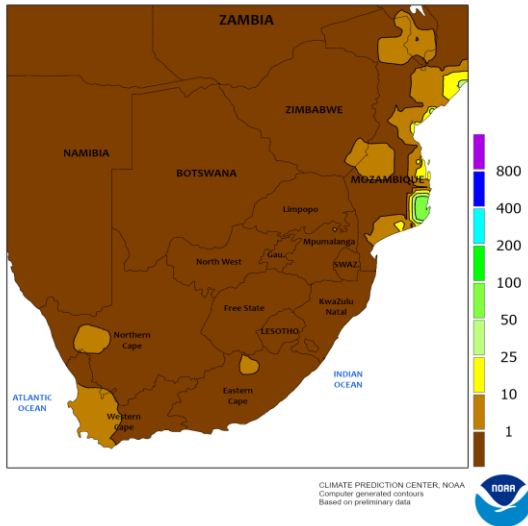 ZAMBIA
ZIMBABWE
NAMIBIA
BOTSWANA
MOZAMBIQUE
Limpopo
Mpumalanga
Gau.
North West
SWAZ.
Free State
KwaZulu
Natal
LESOTHO
Northern
Cape
Eastern
Cape
Western
Cape
ATLANTIC
OCEAN
INDIAN
OCEAN
800
400
200
100
50
25
10
1
CLIMATE PREDICTION CENTER, NOAA
Computer generated contours
Based on preliminary data
NOAA